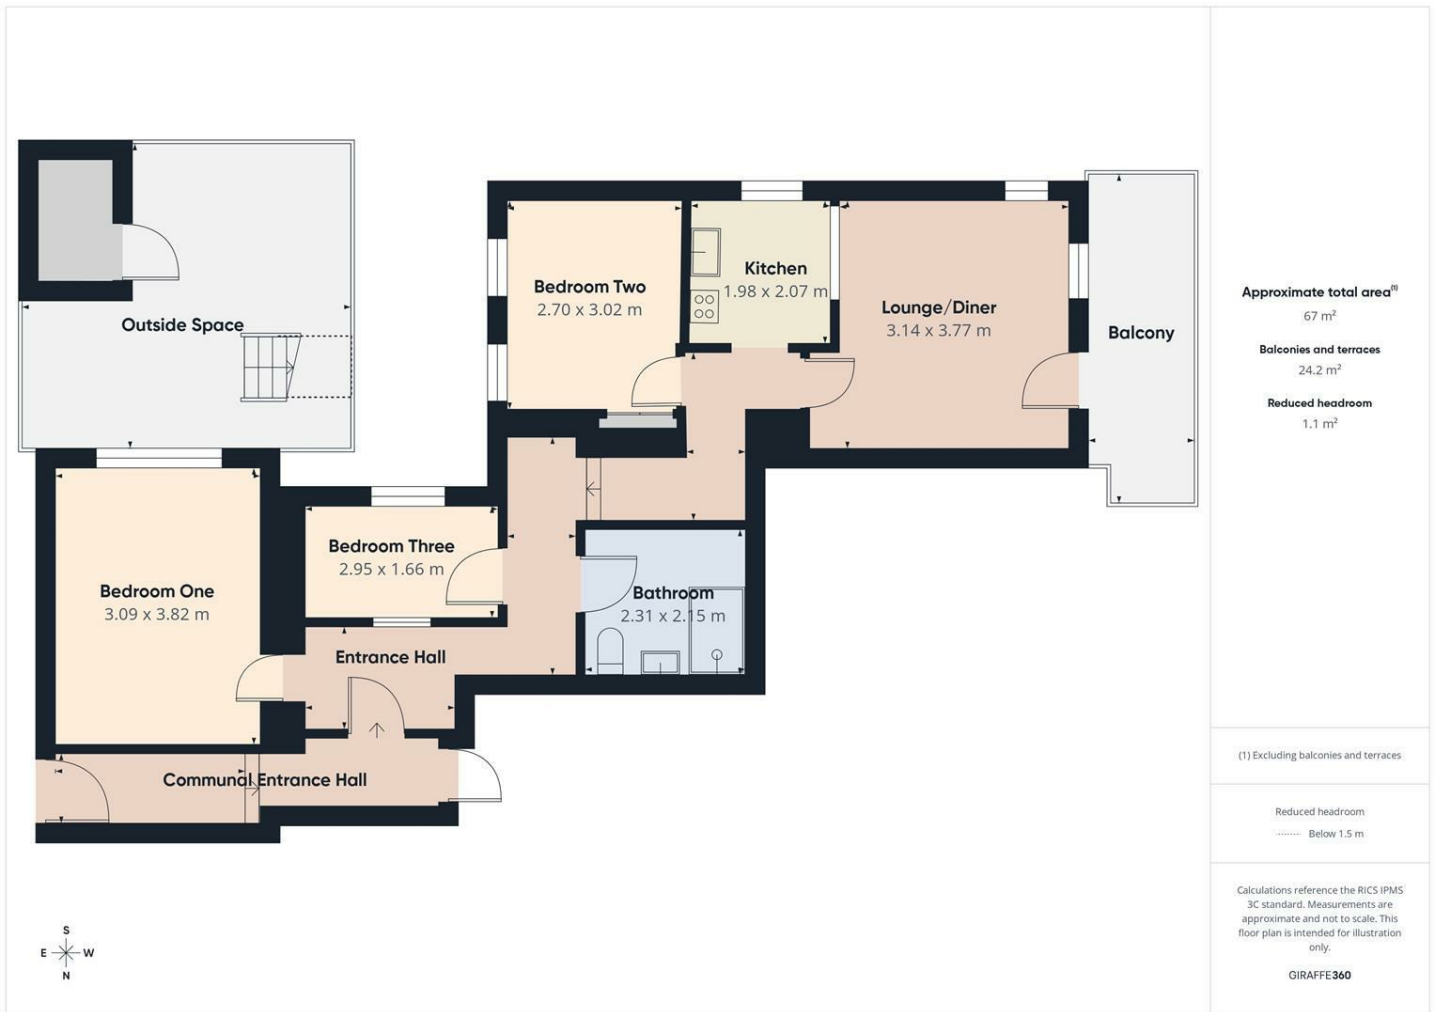 Outside Space
Bedroom Two
2.70 x 3.02 m
Kitchen
1.98 x 2.07 m
Lounge/Diner
3.14 x 3.77 m
Balcony
Bedroom One
3.09 x 3.82 m
Bedroom Three
2.95 x 1.66 m
Bathroom
2.31 x 2.15 m
Entrance Hall
Communal Entrance Hall
S
E W
N
Approximate total area(1)
67 m²
Balconies and terraces
24.2 m²
Reduced headroom
1.1 m²
(1) Excluding balconies and terraces
Reduced headroom
Below 1.5 m
Calculations reference the RICS IPMS
3C standard. Measurements are
approximate and not to scale. This
floor plan is intended for illustration
only.
GIRAFFE360